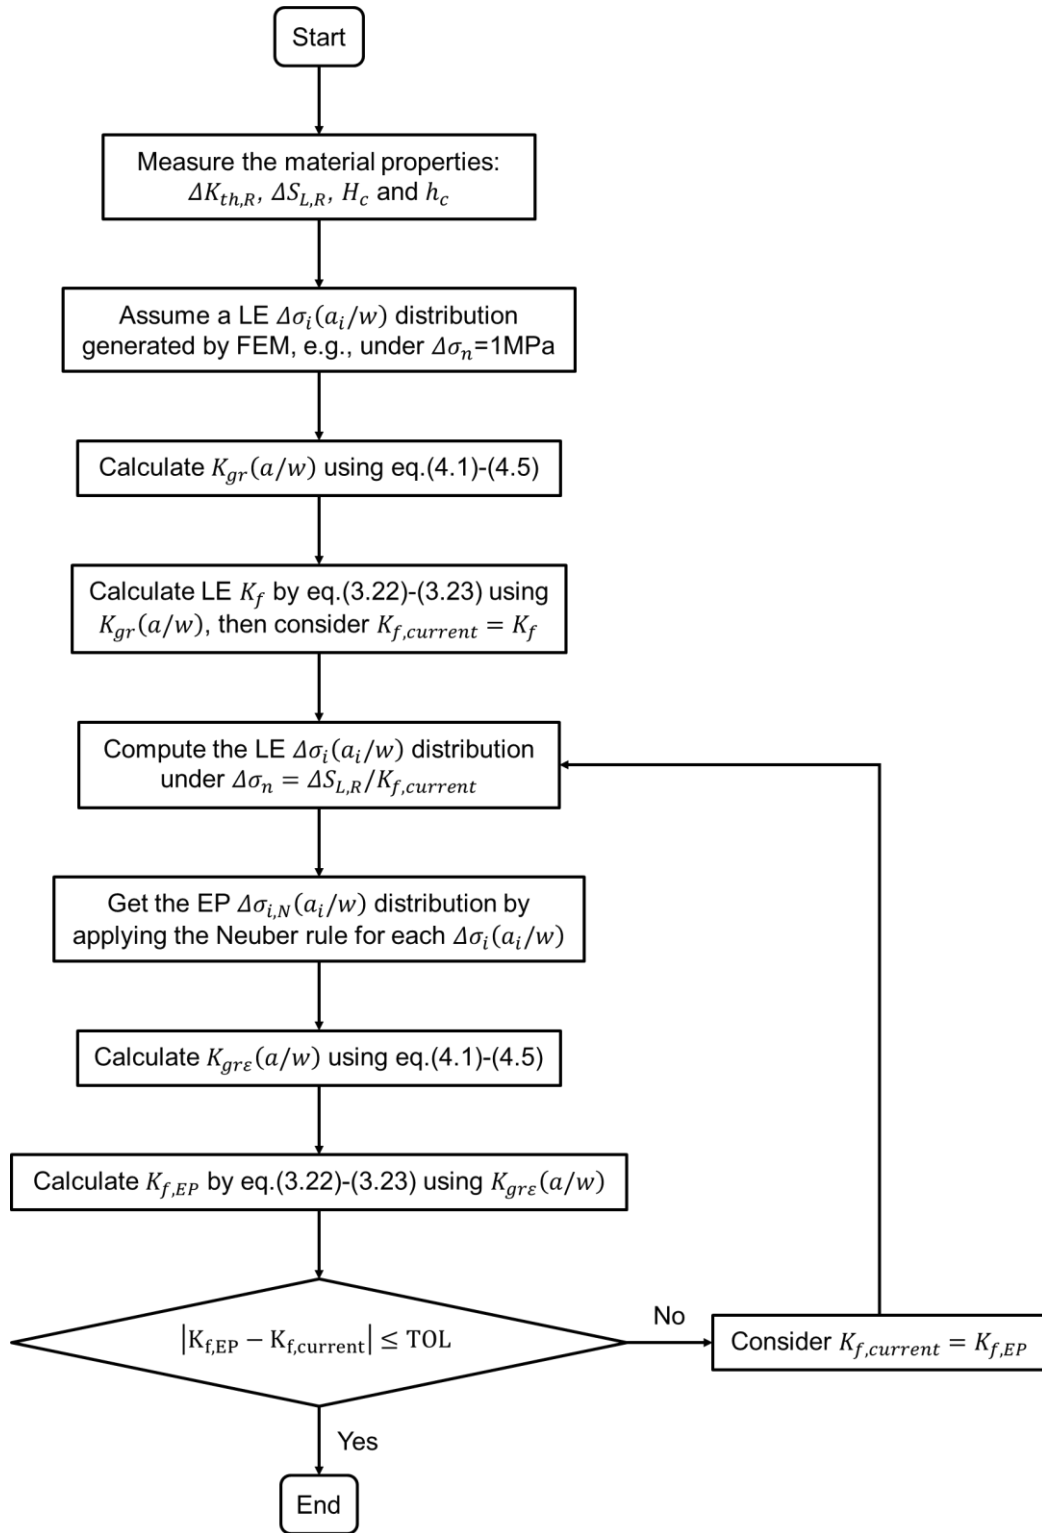 Start
Measure the material properties:
ΔK_{th,R}, ΔS_{L,R}, H_c and h_c
Assume a LE Δσ_i(a_i/w) distribution
generated by FEM, e.g., under Δσ_n=1MPa
Calculate K_{gr}(a/w) using eq.(4.1)-(4.5)
Calculate LE K_f by eq.(3.22)-(3.23) using
K_{gr}(a/w), then consider K_{f,current} = K_f
Compute the LE Δσ_i(a_i/w) distribution
under Δσ_n = ΔS_{L,R}/K_{f,current}
Get the EP Δσ_{i,N}(a_i/w) distribution by
applying the Neuber rule for each Δσ_i(a_i/w)
Calculate K_{grε}(a/w) using eq.(4.1)-(4.5)
Calculate K_{f,EP} by eq.(3.22)-(3.23) using K_{grε}(a/w)
|K_{f,EP} − K_{f,current}| ≤ TOL
No
Consider K_{f,current} = K_{f,EP}
Yes
End